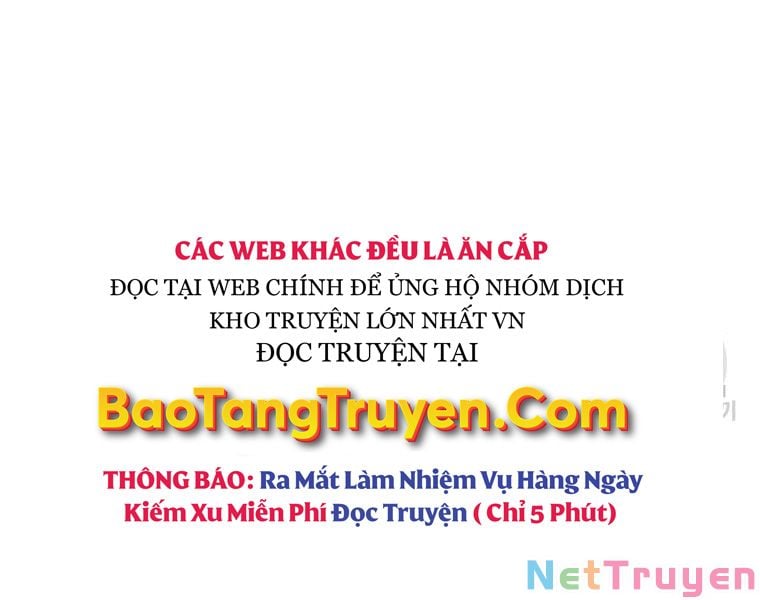 CÁC WEB KHÁC ĐỀU LÀ ĂN CẮP
ĐỌC TẠI WEB CHÍNH ĐỂ ỦNG HỘ NHÓM DỊCH
KHO TRUYỆN LỚN NHẤT VN
ĐỌC TRUYỆN TẠI
BaoTangTruyen.Com
THÔNG BÁO: Ra Mắt Làm Nhiệm Vụ Hàng Ngày
Kiếm Xu Miễn Phí Đọc Truyện ( Chỉ 5 Phút)
NetTruyen